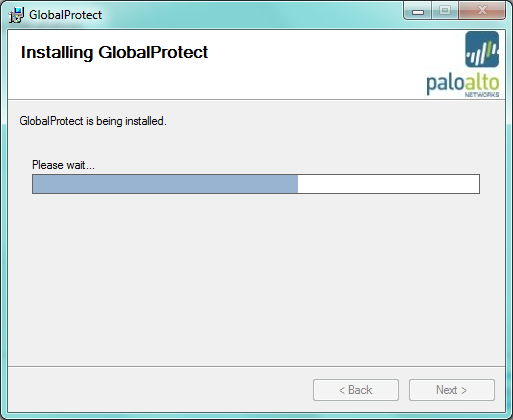 GlobalProtect
Installing GlobalProtect
paloalto
NETWORKS
GlobalProtect is being installed.
Please wait...
< Back
Next >